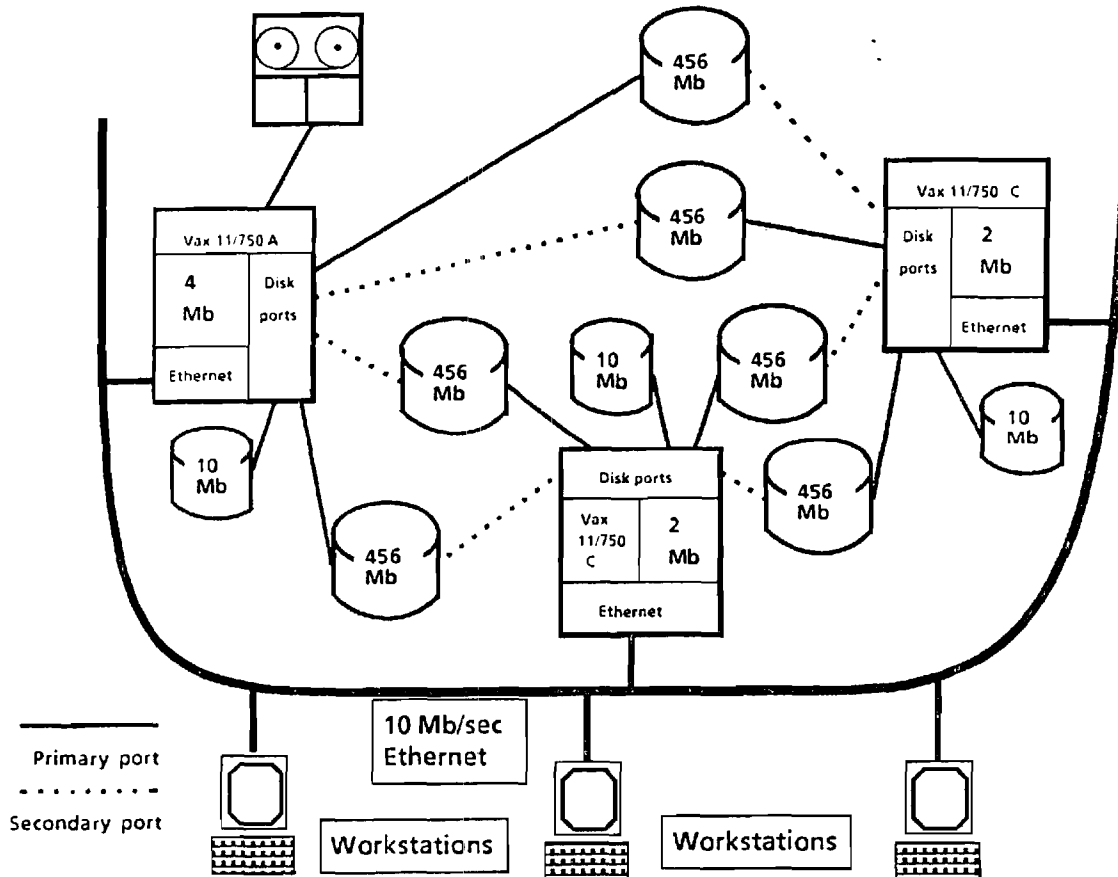 456
Mb
Vax 11/750 A
4
Mb
Disk
ports
Ethernet
456
Mb
Vax 11/750 C
Disk
ports
2
Mb
Ethernet
456
Mb
10
Mb
456
Mb
10
Mb
10
Mb
456
Mb
456
Mb
Disk ports
Vax
11/750
C
2
Mb
Ethernet
10 Mb/sec
Ethernet
Primary port
Secondary port
Workstations
Workstations